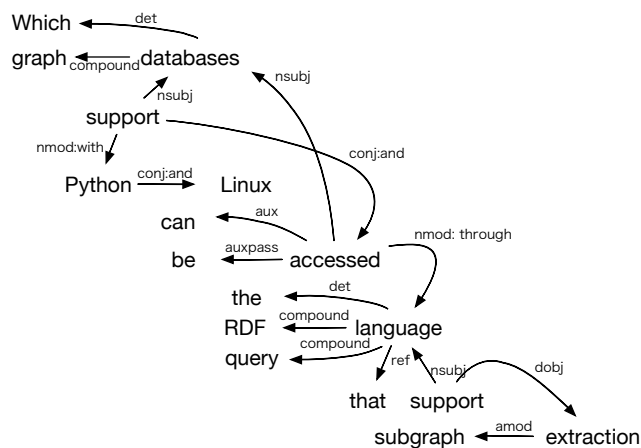 Which
det
graph
compound
databases
nsubj
nsubj
support
nmod:with
conj:and
Python
conj:and
Linux
can
aux
nmod: through
be
auxpass
accessed
the
det
RDF
compound
language
query
compound
ref
nsubj
dobj
that
support
subgraph
amod
extraction